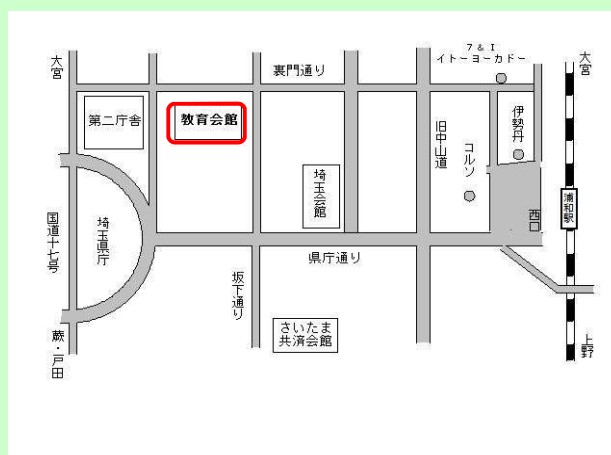 大宮
7 & I
イトーヨーカドー
大宮
裏門通り
第二庁舎
教育会館
旧中山道
コルソ
伊勢丹
埼玉会館
浦和駅
西口
国道十七号
埼玉県庁
県庁通り
坂下通り
さいたま
共済会館
蕨・戸田
上野